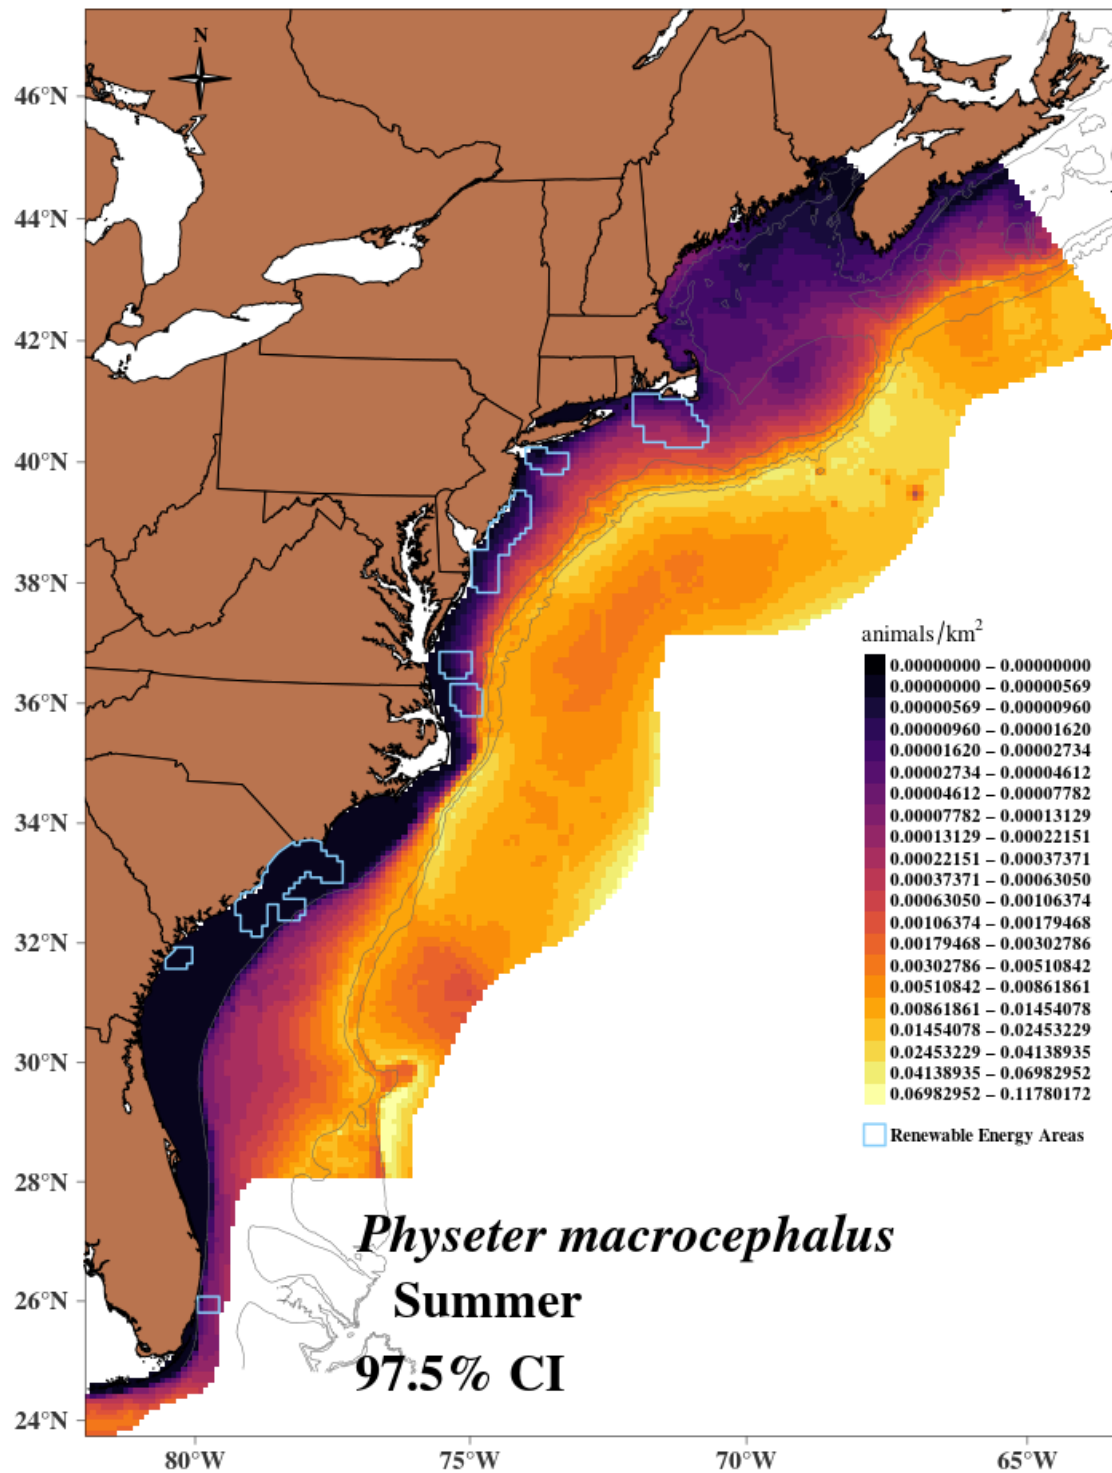 N
46°N
44°N
42°N
40°N
38°N
36°N
34°N
32°N
30°N
28°N
26°N
24°N
80°W
75°W
70°W
65°W
animals/km²
0.00000000 – 0.00000000
0.00000000 – 0.00000569
0.00000569 – 0.00000960
0.00000960 – 0.00001620
0.00001620 – 0.00002734
0.00002734 – 0.00004612
0.00004612 – 0.00007782
0.00007782 – 0.00013129
0.00013129 – 0.00022151
0.00022151 – 0.00037371
0.00037371 – 0.00063050
0.00063050 – 0.00106374
0.00106374 – 0.00179468
0.00179468 – 0.00302786
0.00302786 – 0.00510842
0.00510842 – 0.00861861
0.00861861 – 0.01454078
0.01454078 – 0.02453229
0.02453229 – 0.04138935
0.04138935 – 0.06982952
0.06982952 – 0.11780172
Renewable Energy Areas
Physeter macrocephalus
Summer
97.5% CI